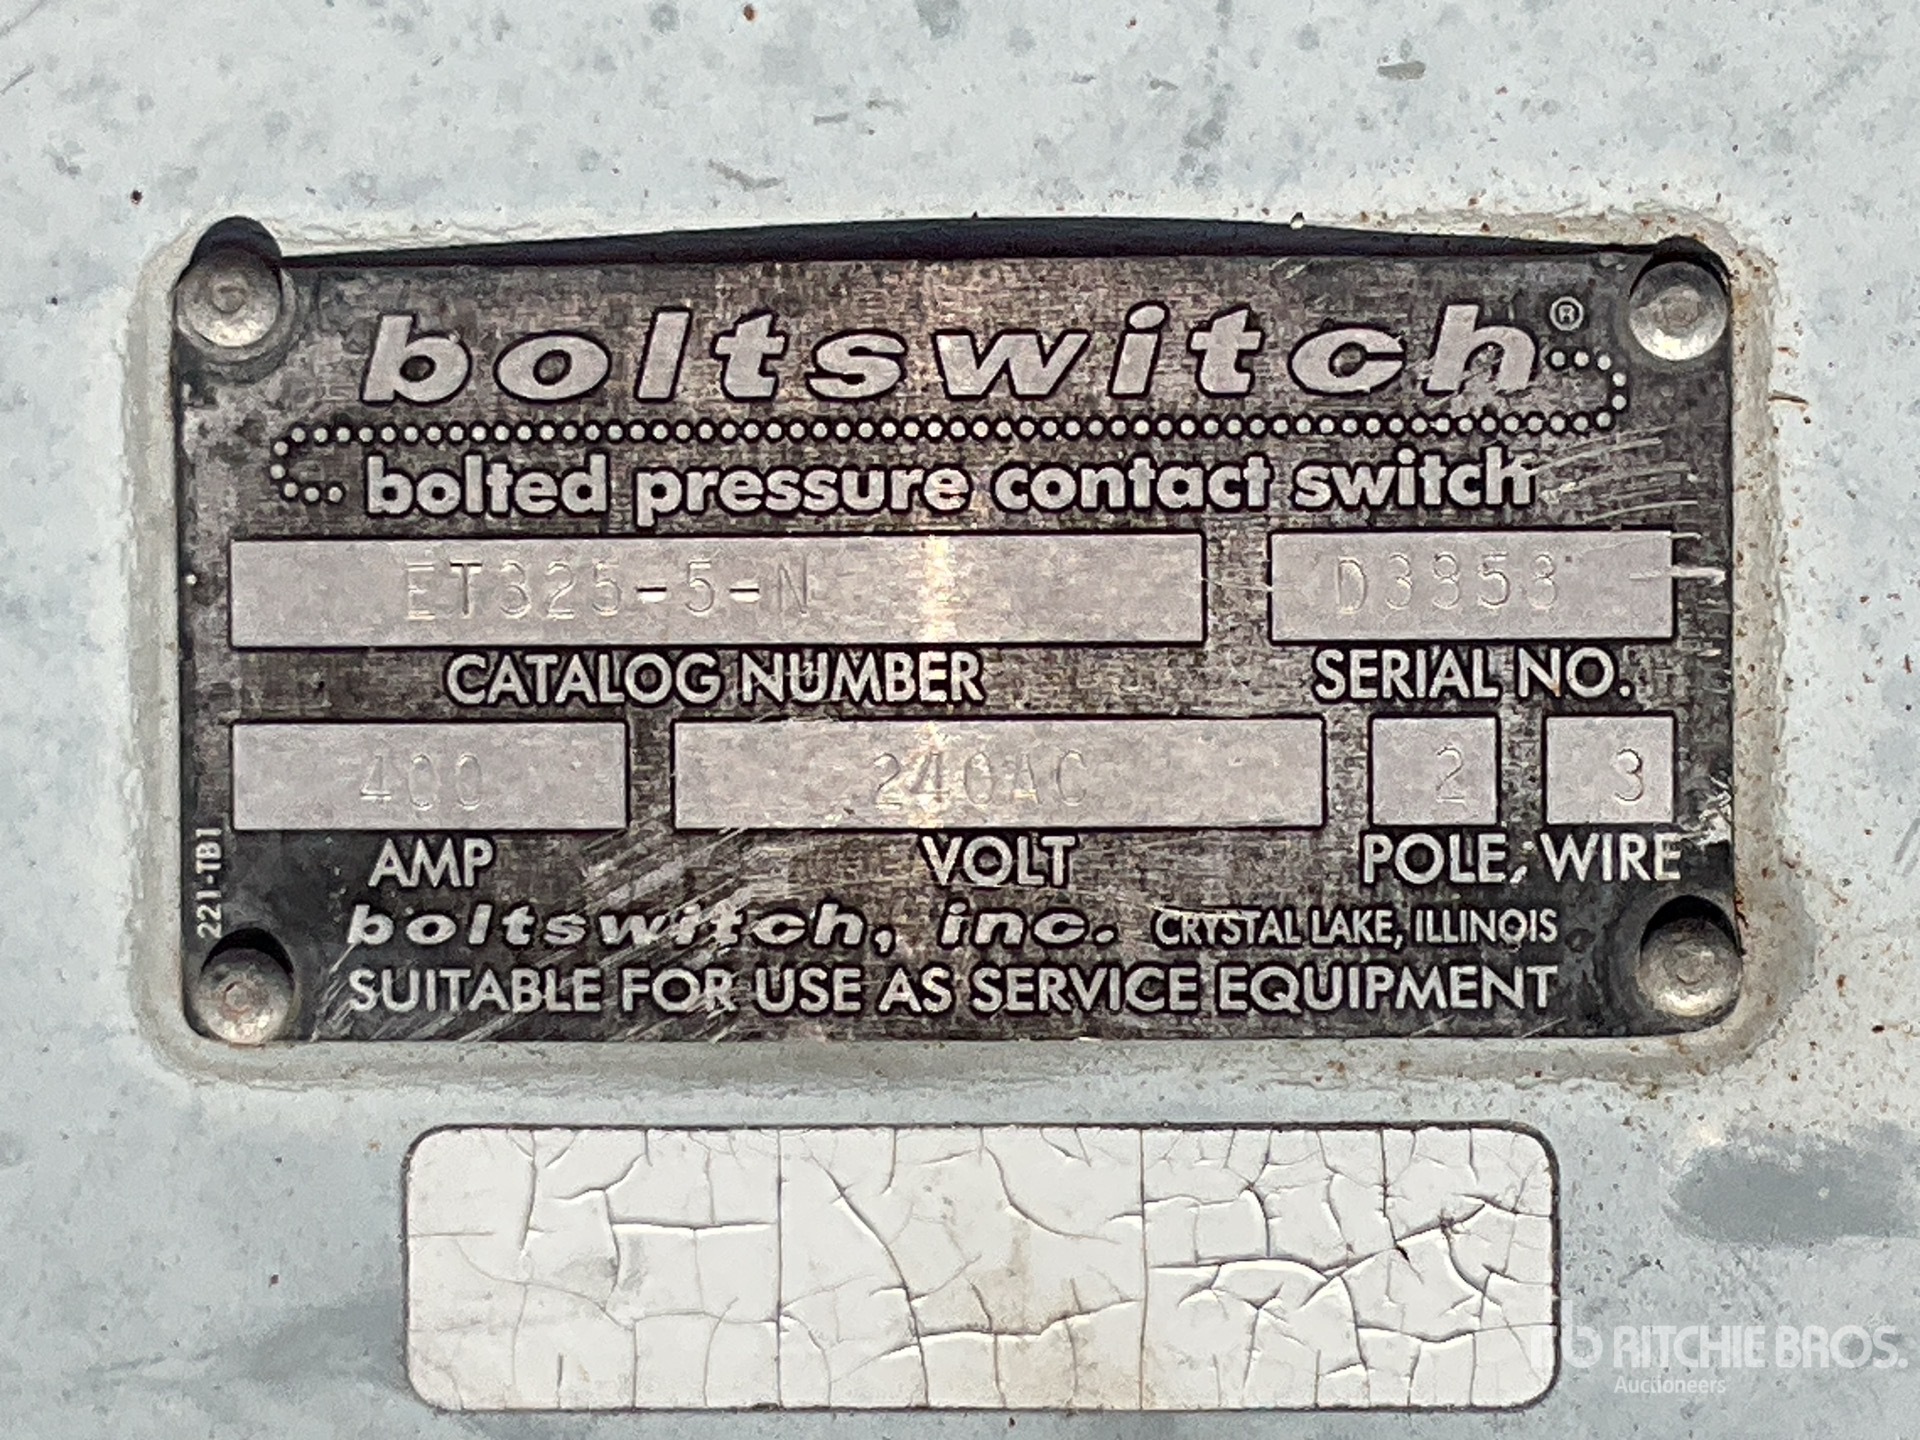 boltswitch®
bolted pressure contact switch
ET325-5-N
CATALOG NUMBER
SERIAL NO.
400
240AC
2
3
AMP
VOLT
POLE, WIRE
221-TB1
boltswitch, inc. CRYSTAL LAKE, ILLINOIS
SUITABLE FOR USE AS SERVICE EQUIPMENT
rb RITCHIE BROS.
Auctioneers